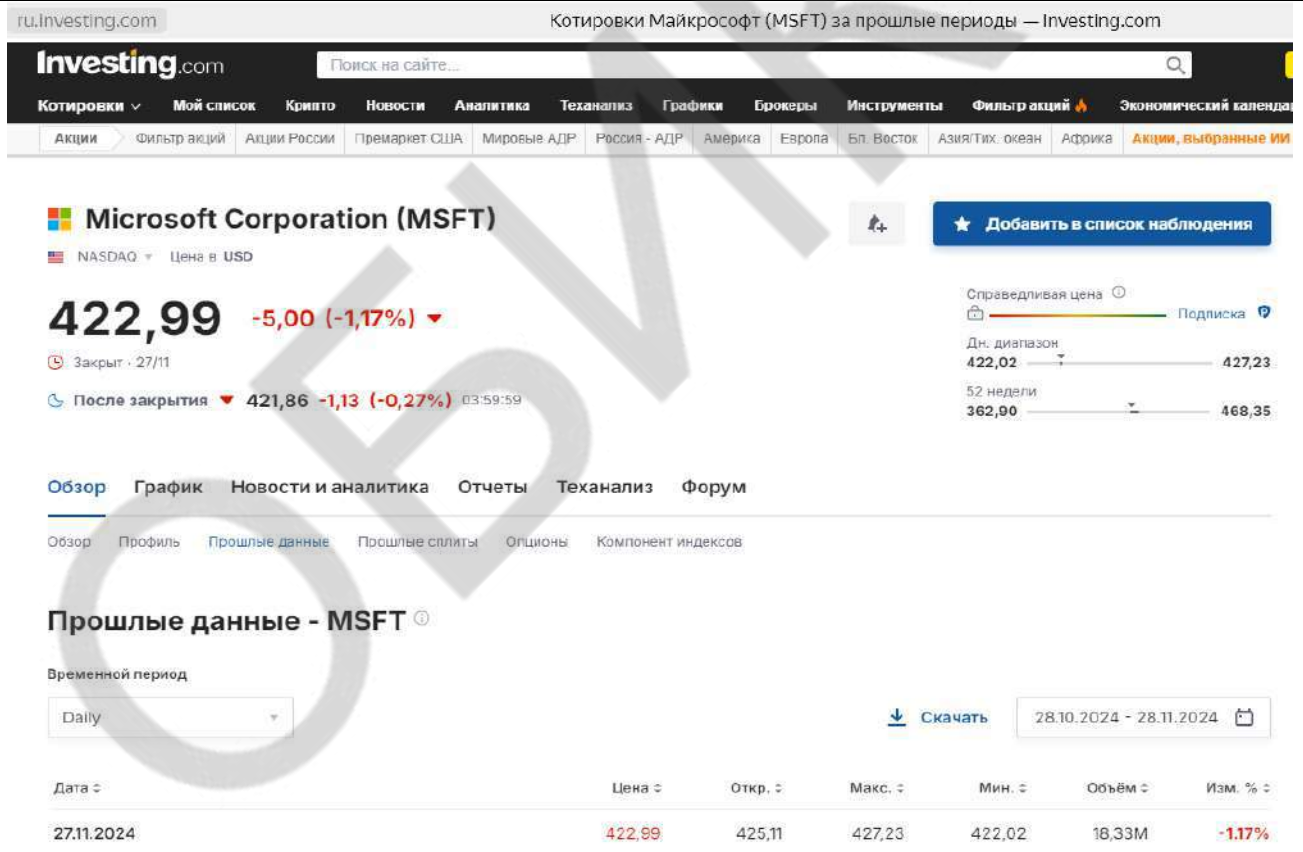 ru.investing.com Котировки Майкрософт (MSFT) за прошлые периоды — Investing.com
Investing.com Поиск на сайте...
Котировки Мой список Крипто Новости Аналитика Теханализ Графики Брокеры Инструменты Фильтр акций Экономический календар
Акции Фильтр акций Акции России Премаркет США Мировые АДР Россия - АДР Америка Европа Бл. Восток Азия/Тих. океан Африка Акции, выбранные ИИ
Microsoft Corporation (MSFT)
Добавить в список наблюдения
NASDAQ Цена в USD
422,99 -5,00 (-1,17%)
Справедливая цена
Подписка
Закрыт · 27/11
Дн. диапазон
422,02 427,23
После закрытия 421,86 -1,13 (-0,27%) 03:59:59
52 недели
362,90 468,35
Обзор График Новости и аналитика Отчеты Теханализ Форум
Обзор Профиль Прошлые данные Прошлые сплиты Опционы Компонент индексов
Прошлые данные - MSFT
Временной период
Daily Скачать 28.10.2024 - 28.11.2024
Дата Цена Откр. Макс. Мин. Объём Изм. %
27.11.2024 422,99 425,11 427,23 422,02 18,33M -1.17%